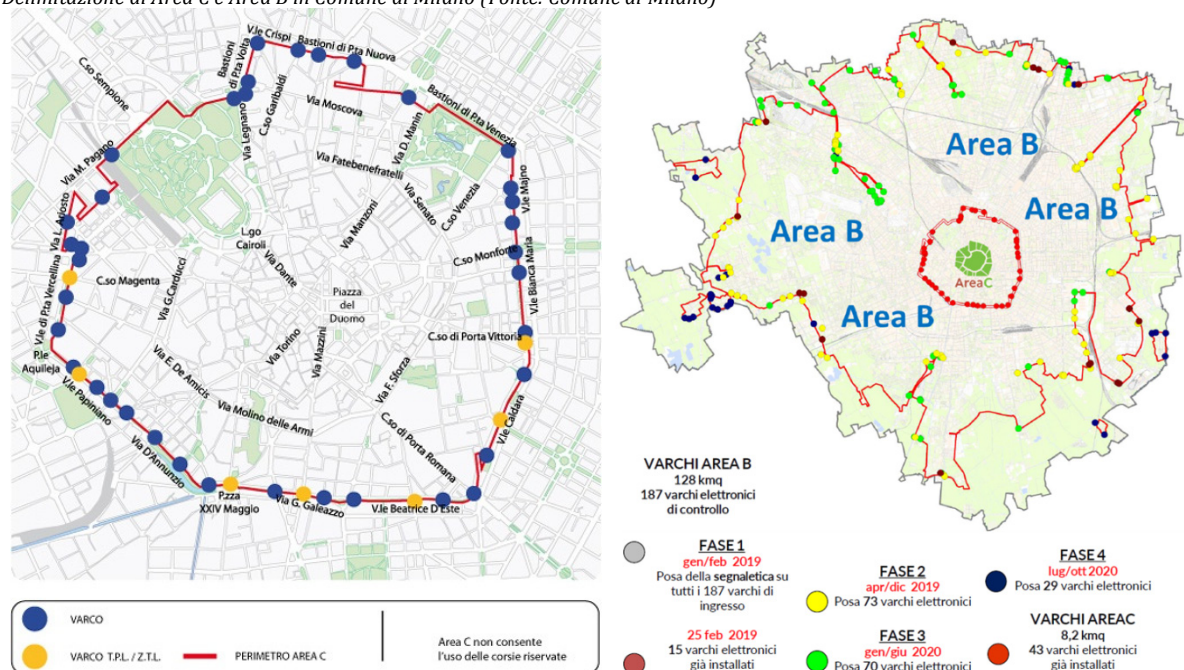 Delimitazione di Area C e Area B in Comune di Milano (Fonte: Comune di Milano)
V.le Crispi
Bastioni di P.ta Nuova
Bastioni
di P.ta Volta
C.so Sempione
Via Legnano
C.so Garibaldi
Via Moscova
Bastioni di P.ta Venezia
Via D. Manin
Via M. Pagano
Via Fatebenefratelli
Via Senato
C.so Venezia
V.le Majno
Via L. Ariosto
Via Manzoni
L.go
Cairoli
Via Dante
C.so Monforte
V.le Bianca Maria
V.le di P.ta Vercellina
C.so Magenta
Via G.Carducci
Piazza
del
Duomo
C.so di Porta Vittoria
Via Torino
Via Mazzini
P.le
Aquileja
Via E. De Amicis
Via F. Sforza
V.le Papiniano
Via Molino delle Armi
C.so di Porta Romana
V.le Caldara
Via D'Annunzio
P.zza
XXIV Maggio
Via G. Galeazzo
V.le Beatrice D'Este
VARCO
VARCO T.P.L. / Z.T.L.
PERIMETRO AREA C
Area C non consente
l'uso delle corsie riservate
Area B
Area B
Area B
Area B
AreaC
VARCHI AREA B
128 kmq
187 varchi elettronici
di controllo
FASE 1
gen/feb 2019
Posa della segnaletica su
tutti i 187 varchi di
ingresso
25 feb 2019
15 varchi elettronici
già installati
FASE 2
apr/dic 2019
Posa 73 varchi elettronici
FASE 3
gen/giu 2020
Posa 70 varchi elettronici
FASE 4
lug/ott 2020
Posa 29 varchi elettronici
VARCHI AREAC
8,2 kmq
43 varchi elettronici
già installati